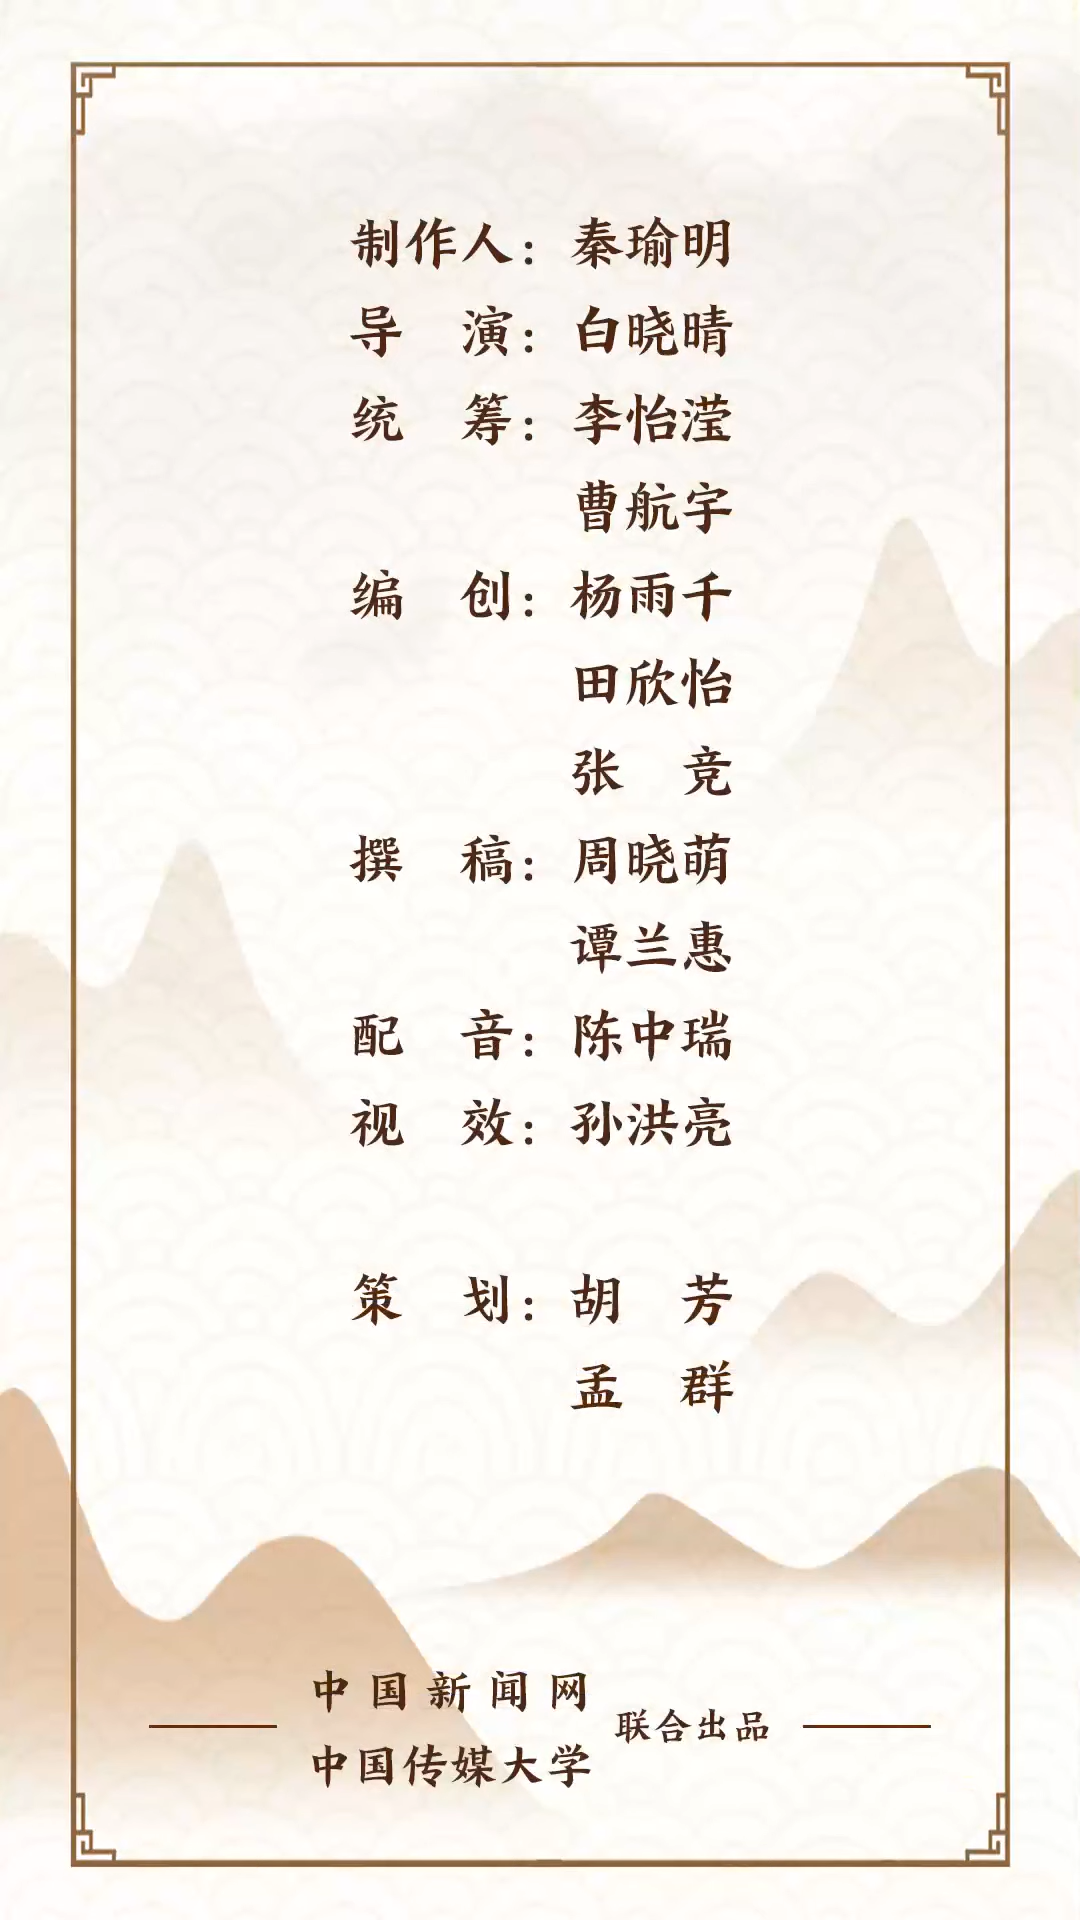 制作人：秦瑜明
导　演：白晓晴
统　筹：李怡滢
曹航宇
编　创：杨雨千
田欣怡
张　竞
撰　稿：周晓萌
谭兰惠
配　音：陈中瑞
视　效：孙洪亮
策　划：胡　芳
孟　群
中国新闻网
中国传媒大学
联合出品